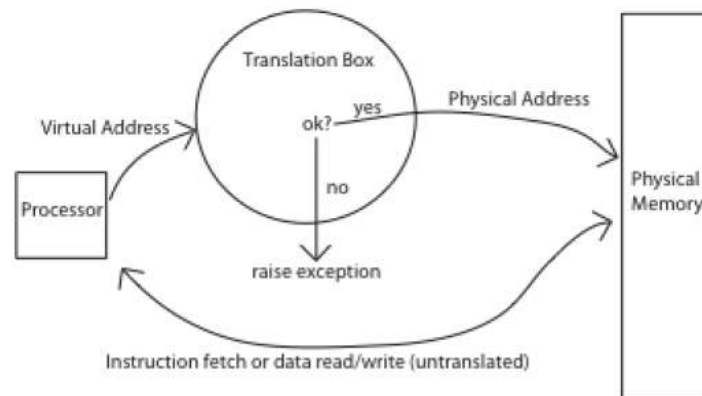 Translation Box
yes
Physical Address
ok?
Virtual Address
no
Processor
Physical
Memory
raise exception
Instruction fetch or data read/write (untranslated)